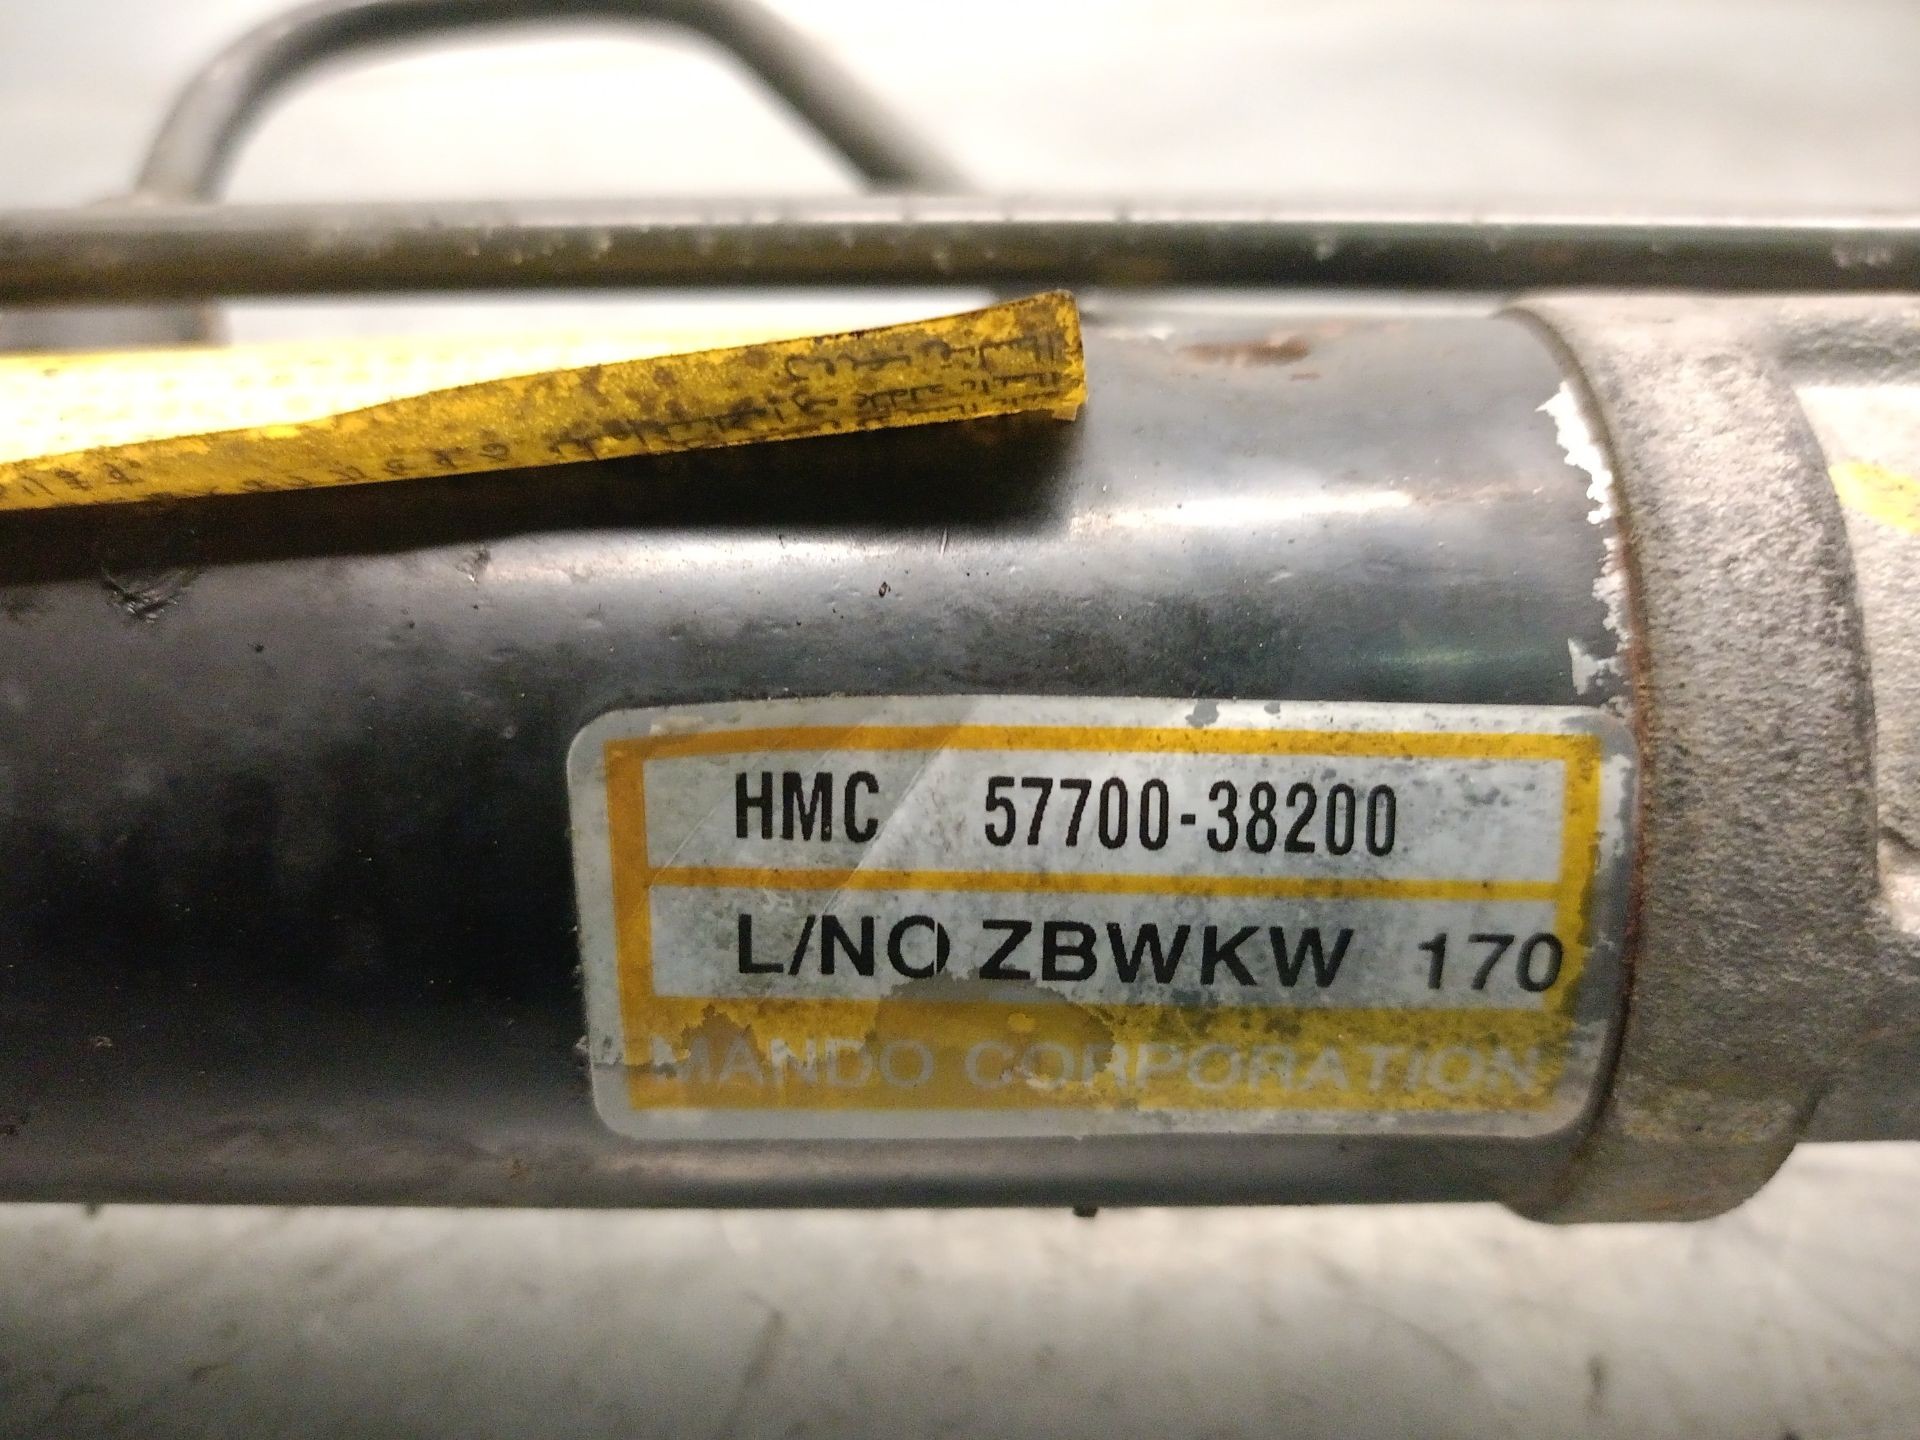 HMC 57700-38200
L/NO ZBWKW 170
MANDO CORPORATION